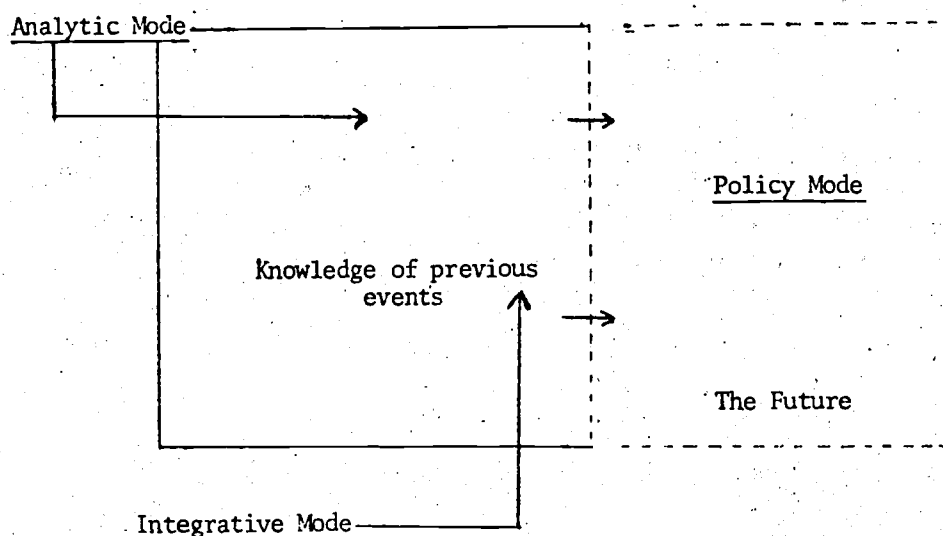 Analytic Mode
Policy Mode
Knowledge of previous
events
The Future
Integrative Mode